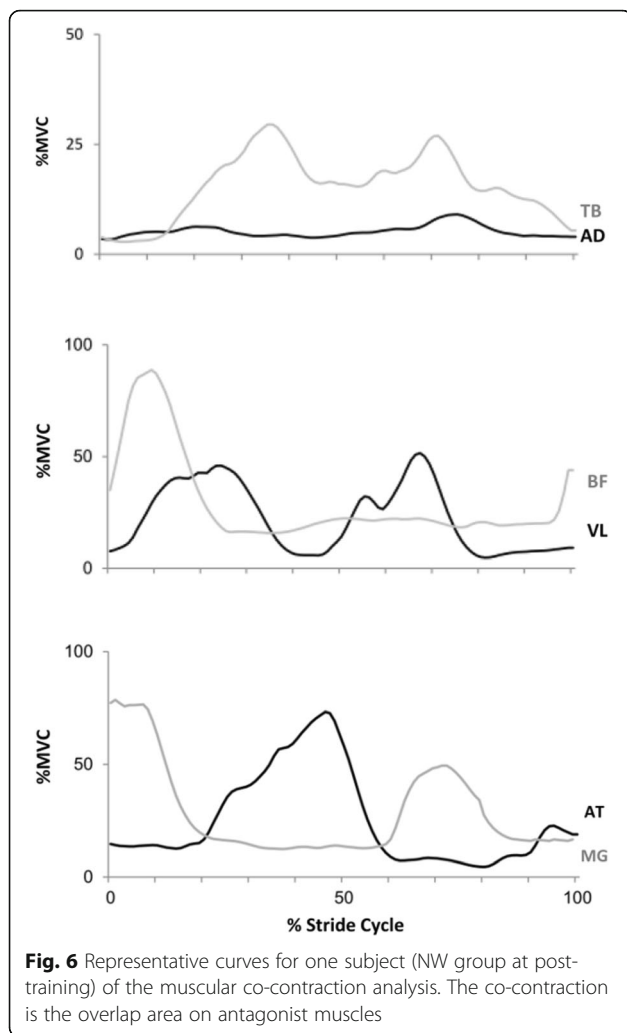 50
%MVC
25
TB
AD
0
100
%MVC
50
BF
VL
0
100
%MVC
50
AT
MG
0
0 50 100
% Stride Cycle
Fig. 6 Representative curves for one subject (NW group at post-
training) of the muscular co-contraction analysis. The co-contraction
is the overlap area on antagonist muscles